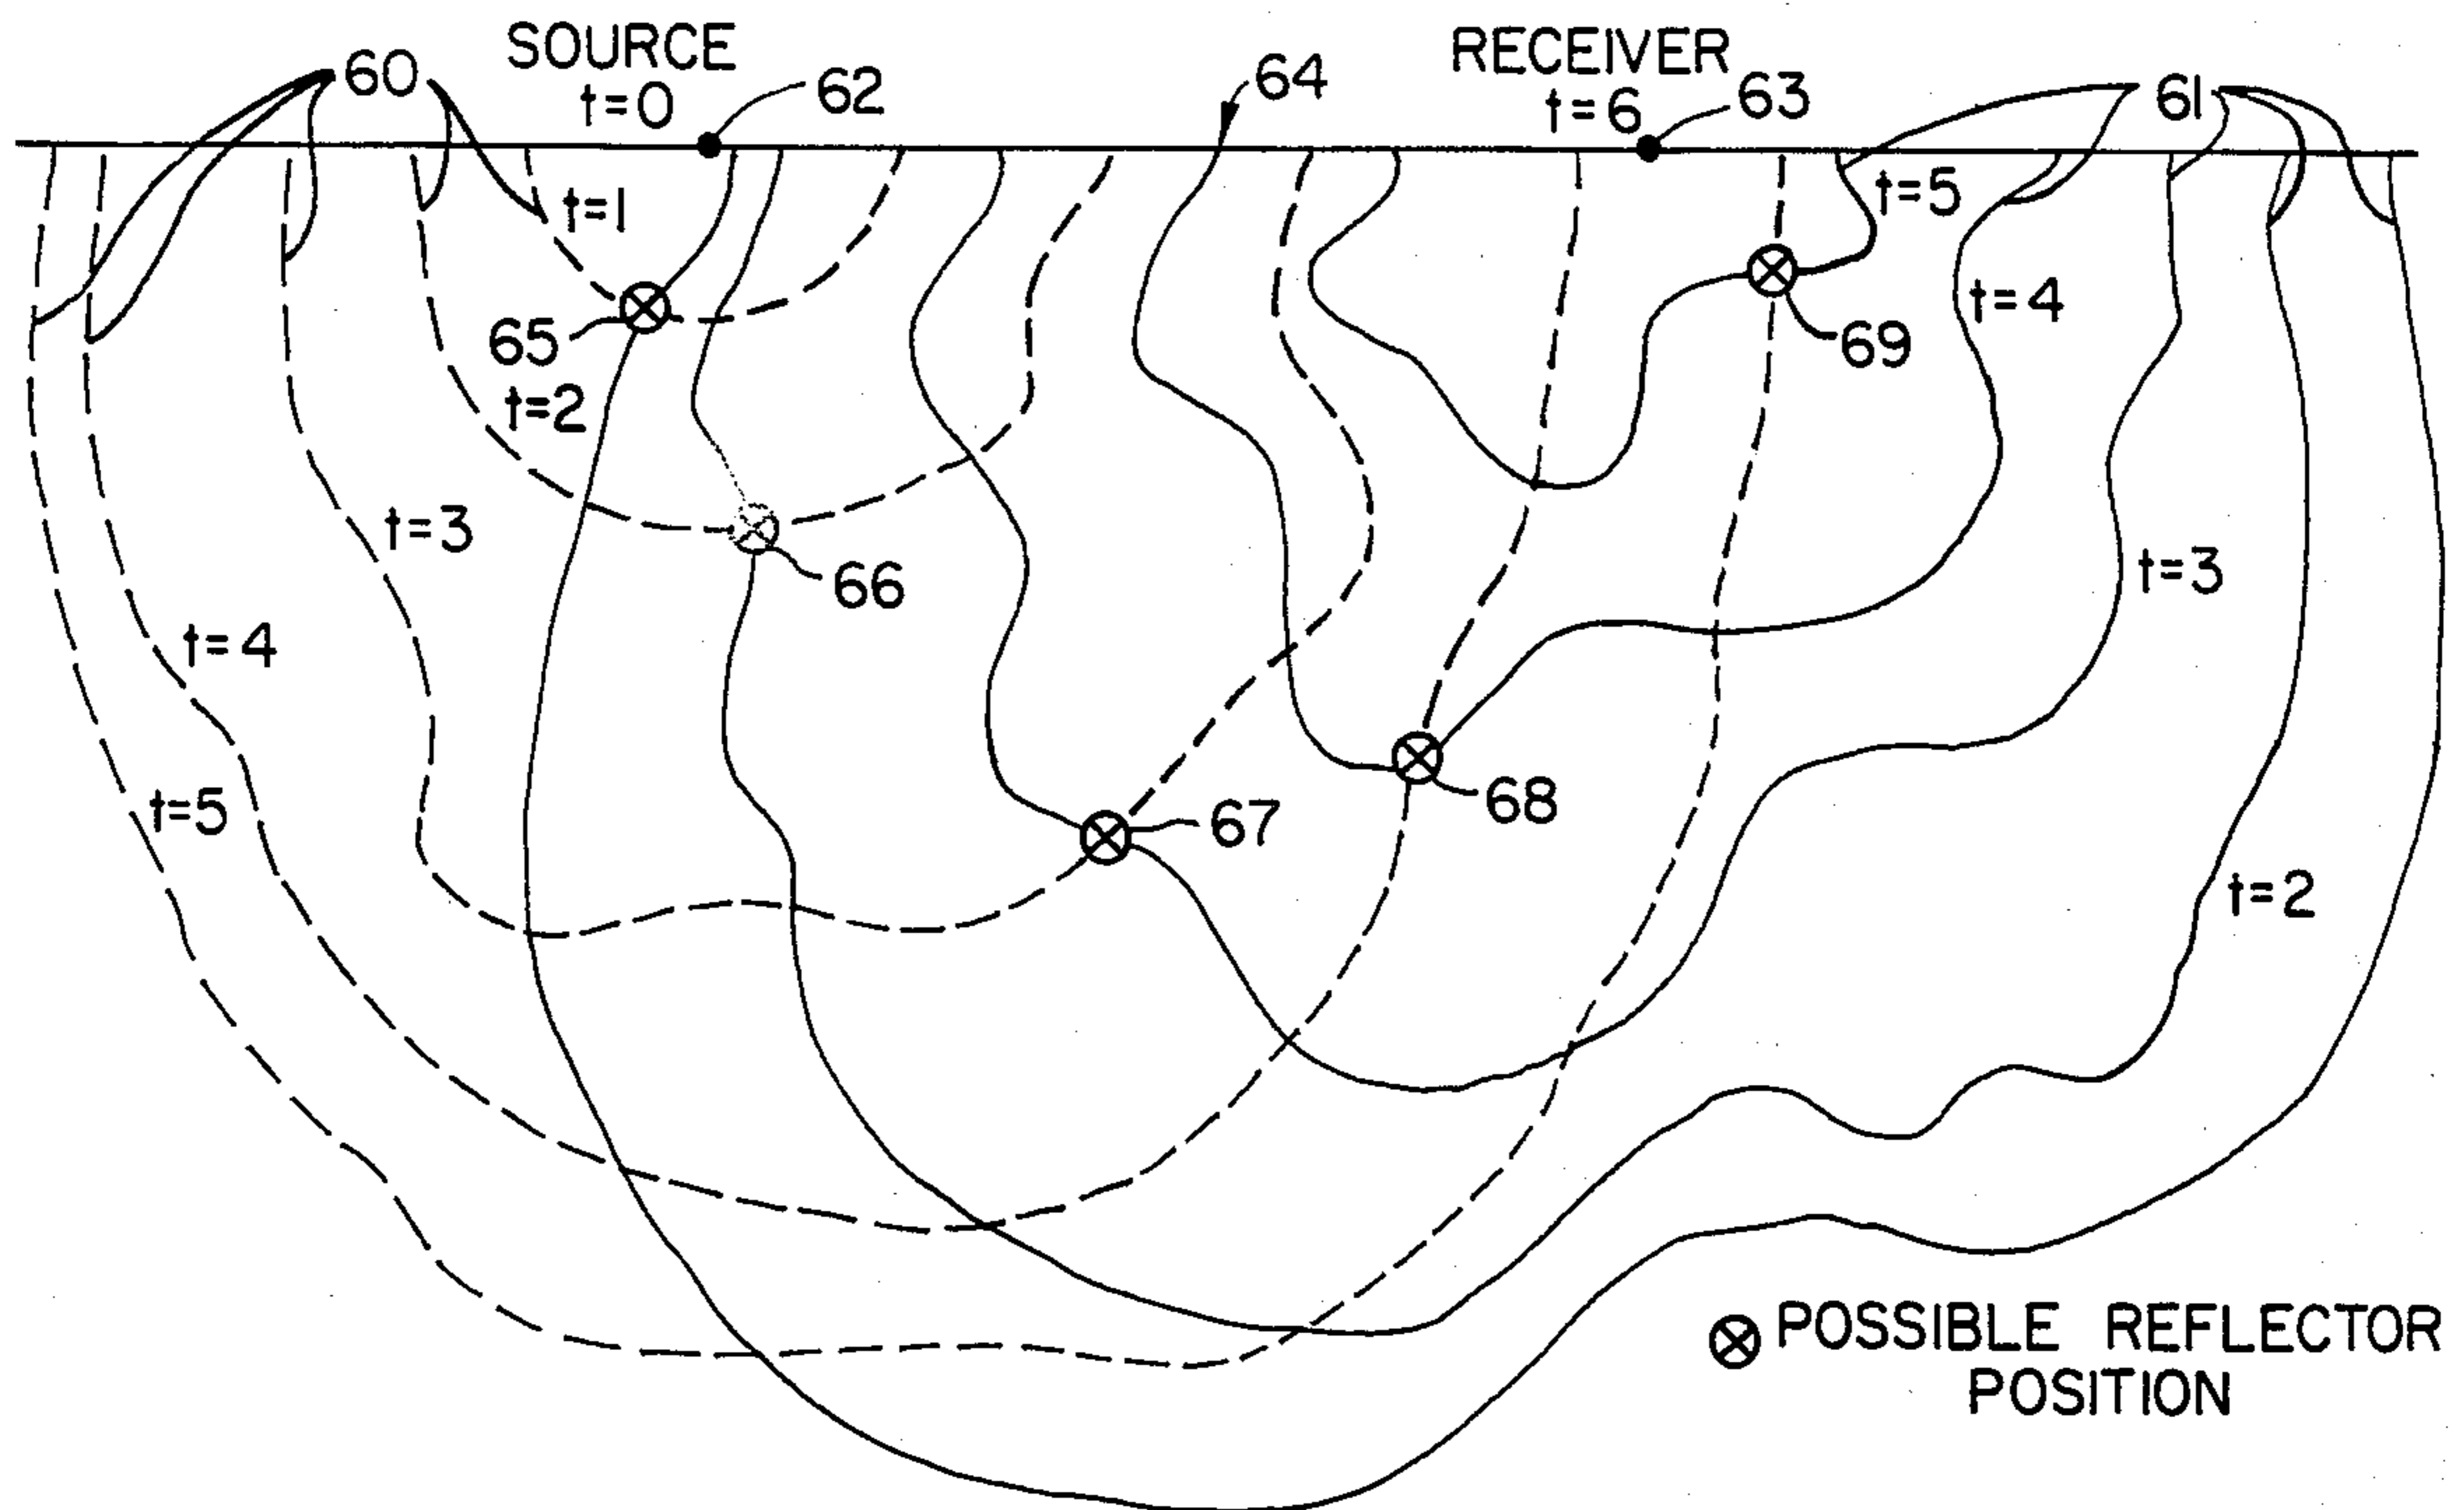 SOURCE
t=0
RECEIVER
t=6
60
62
64
63
61
t=1
t=5
t=4
65
69
t=2
t=3
66
t=3
t=4
68
67
t=5
t=2
POSSIBLE REFLECTOR
POSITION